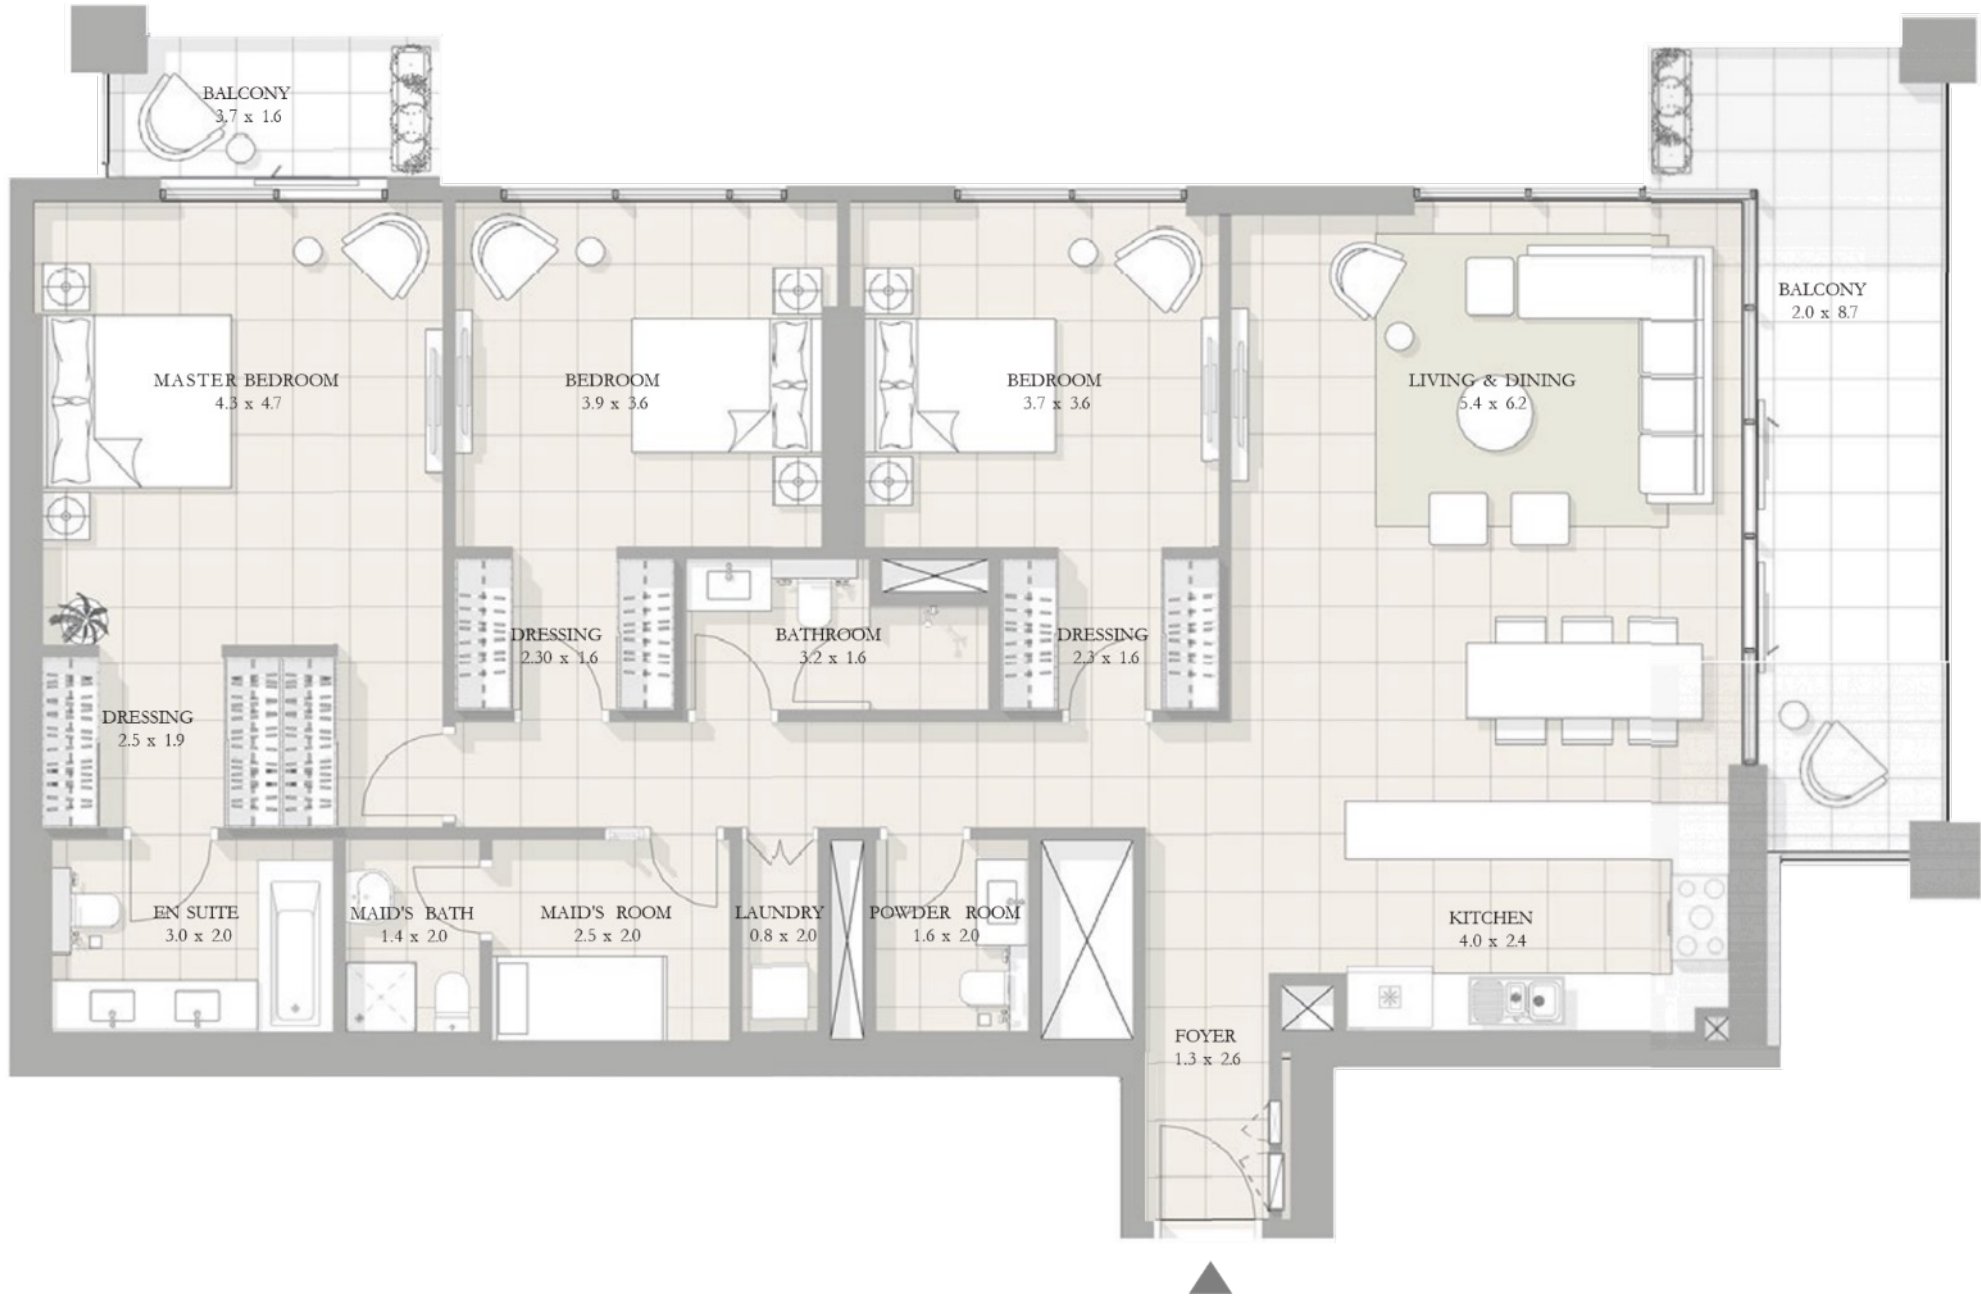 BALCONY
3.7 x 1.6
BALCONY
2.0 x 8.7
MASTER BEDROOM
4.3 x 4.7
BEDROOM
3.9 x 3.6
BEDROOM
3.7 x 3.6
LIVING & DINING
5.4 x 6.2
DRESSING
2.30 x 1.6
BATHROOM
3.2 x 1.6
DRESSING
2.3 x 1.6
DRESSING
2.5 x 1.9
EN SUITE
3.0 x 2.0
MAID'S BATH
1.4 x 2.0
MAID'S ROOM
2.5 x 2.0
LAUNDRY
0.8 x 2.0
POWDER ROOM
1.6 x 2.0
KITCHEN
4.0 x 2.4
FOYER
1.3 x 2.6